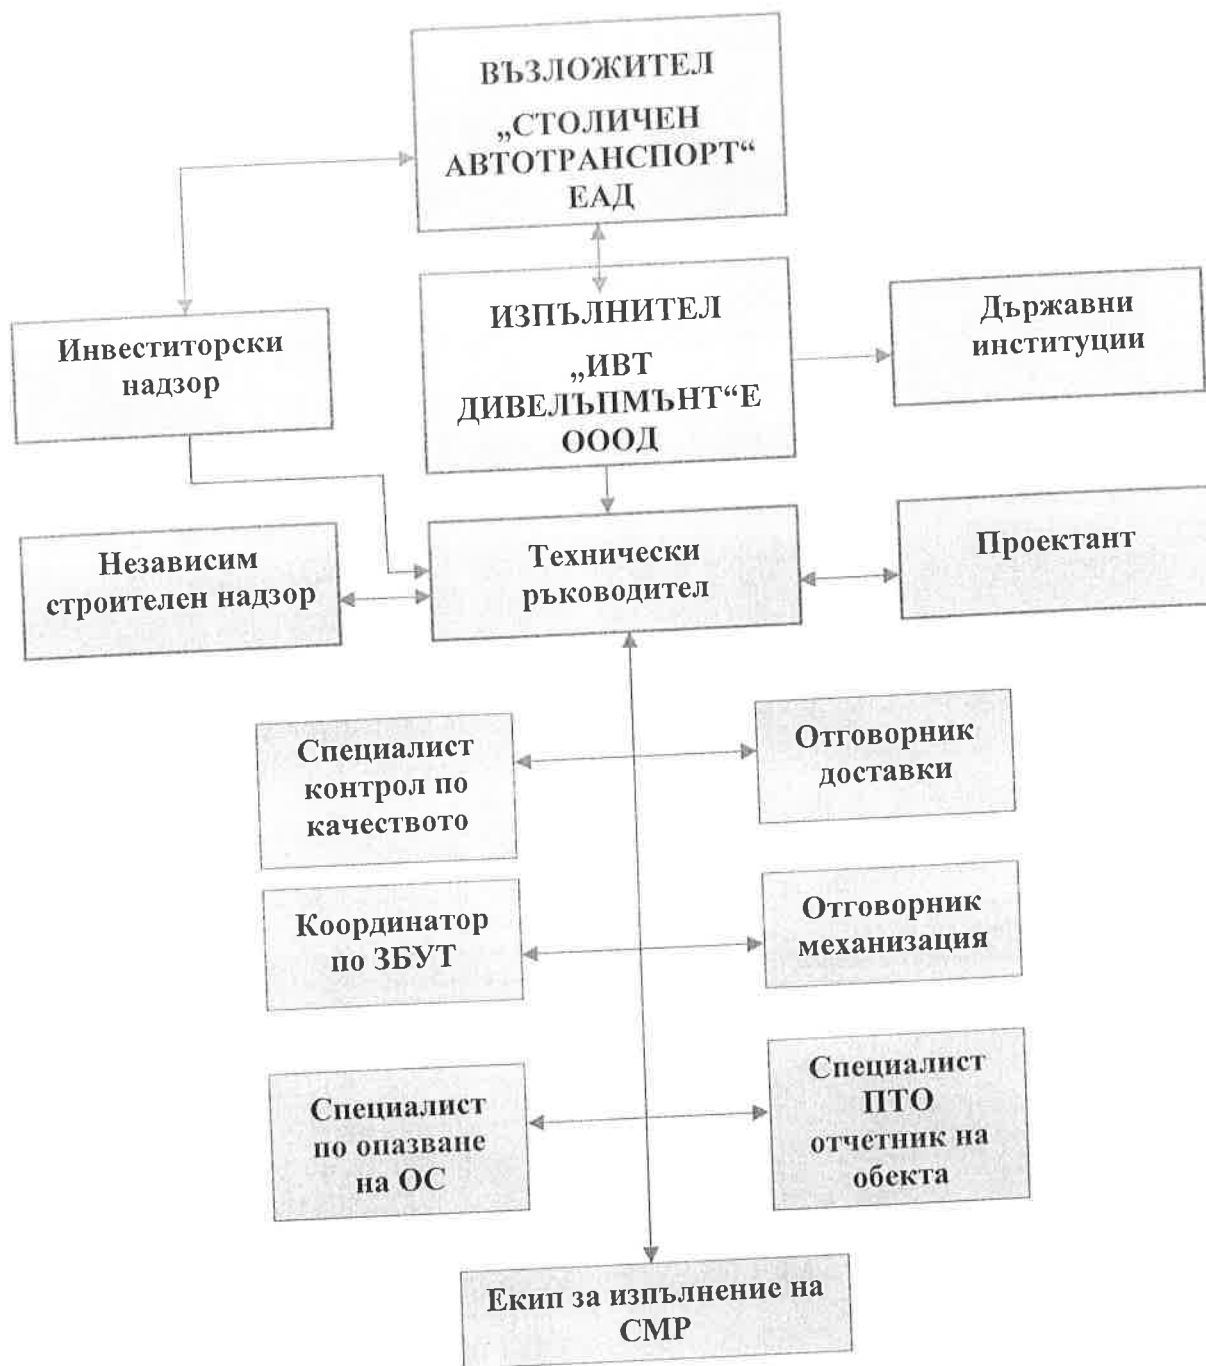 ВЪЗЛОЖИТЕЛ
„СТОЛИЧЕН
АВТОТРАНСПОРТ“
ЕАД
ИЗПЪЛНИТЕЛ
„ИВТ
ДИВЕЛЪПМЪНТ“Е
ОООД
Държавни
институции
Инвеститорски
надзор
Независим
строителен надзор
Технически
ръководител
Проектант
Специалист
контрол по
качеството
Отговорник
доставки
Координатор
по ЗБУТ
Отговорник
механизация
Специалист
по опазване
на ОС
Специалист
ПТО
отчетник на
обекта
Екип за изпълнение на
СМР